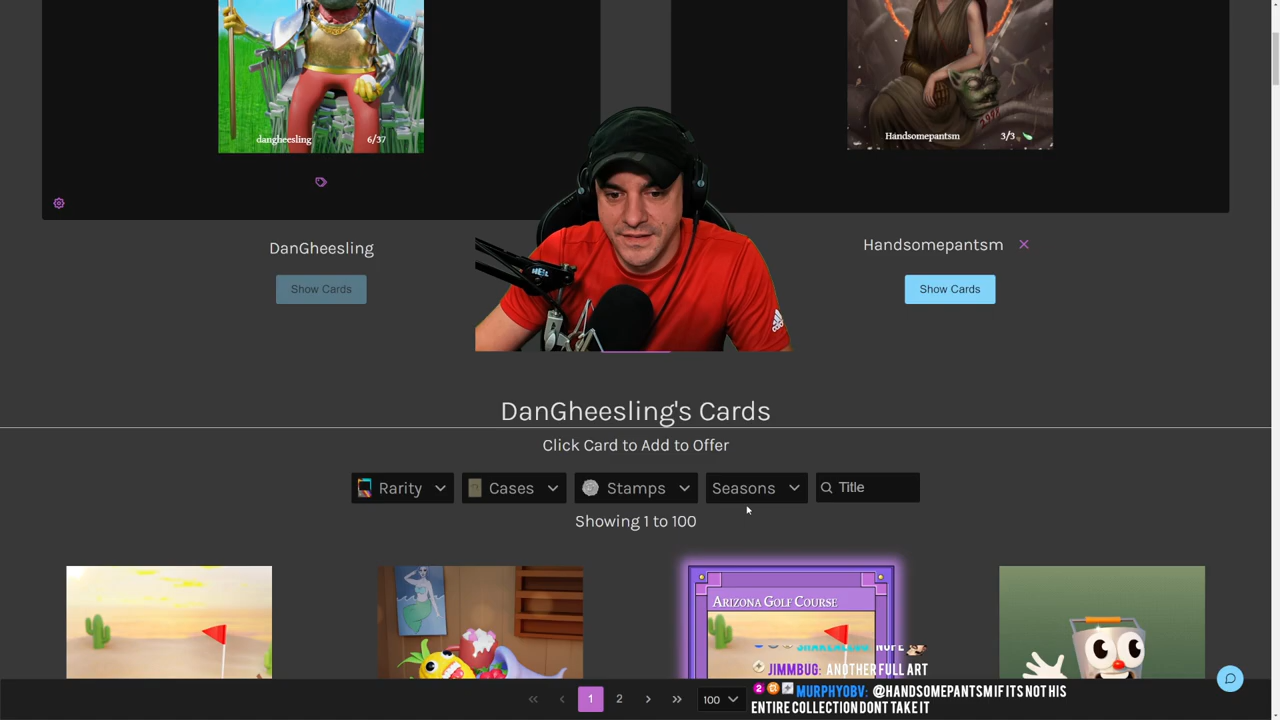 dangheesling 6/37
Handsomepantsm 3/3
DanGheesling
Handsomepantsm
Show Cards
Show Cards
DanGheesling's Cards
Click Card to Add to Offer
Rarity
Cases
Stamps
Seasons
Title
Showing 1 to 100
Arizona Golf Course
JIMMBUG: ANOTHER FULL ART
MURPHYOBV: @HANDSOMEPANTSM IF ITS NOT HIS
ENTIRE COLLECTION DONT TAKE IT
1 2 100